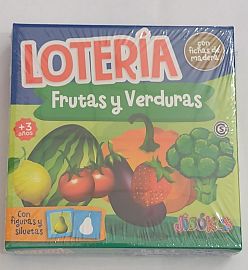 LOTERÍA
con
fichas de
madera
Frutas y Verduras
+3
años
Con
figuras y
siluetas